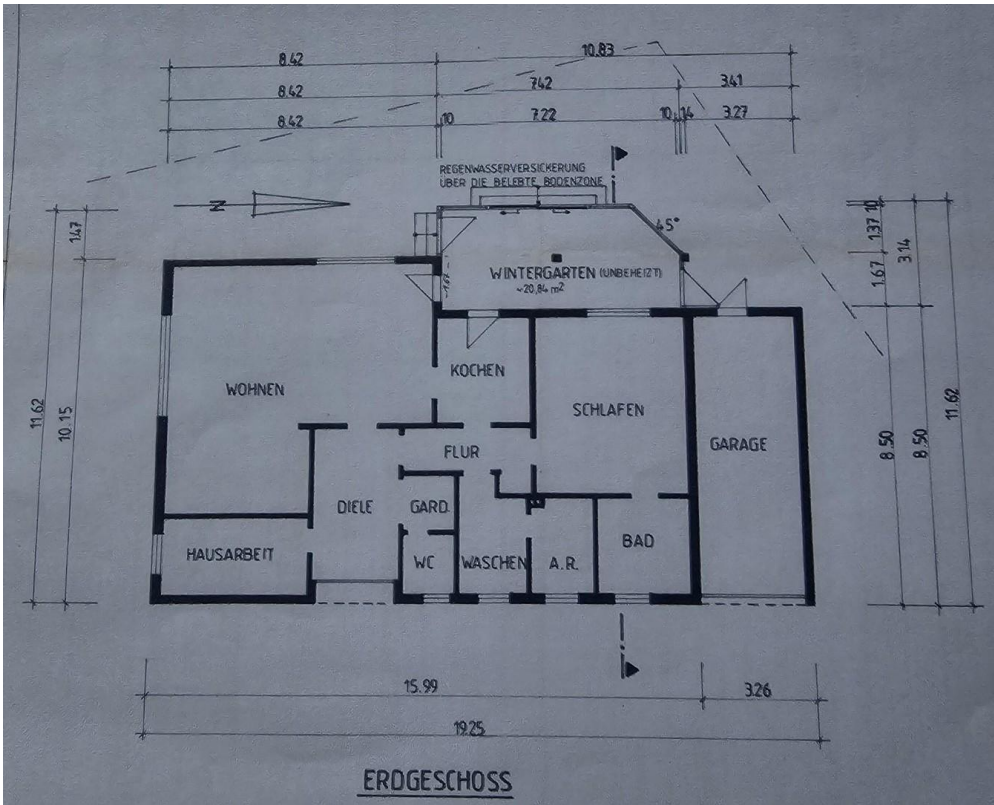 8.42
10.83
8.42
7.42
3.41
8.42
10
7.22
10
14
3.27
REGENWASSERVERSICKERUNG
ÜBER DIE BELEBTE BODENZONE
N
1.47
45°
1.37
10
3.14
1.67
WINTERGARTEN (UNBEHEIZT)
~20,84 m²
KOCHEN
WOHNEN
SCHLAFEN
GARAGE
11.62
10.15
8.50
8.50
11.62
FLUR
DIELE
GARD.
HAUSARBEIT
WC
WASCHEN
A.R.
BAD
15.99
3.26
19.25
ERDGESCHOSS